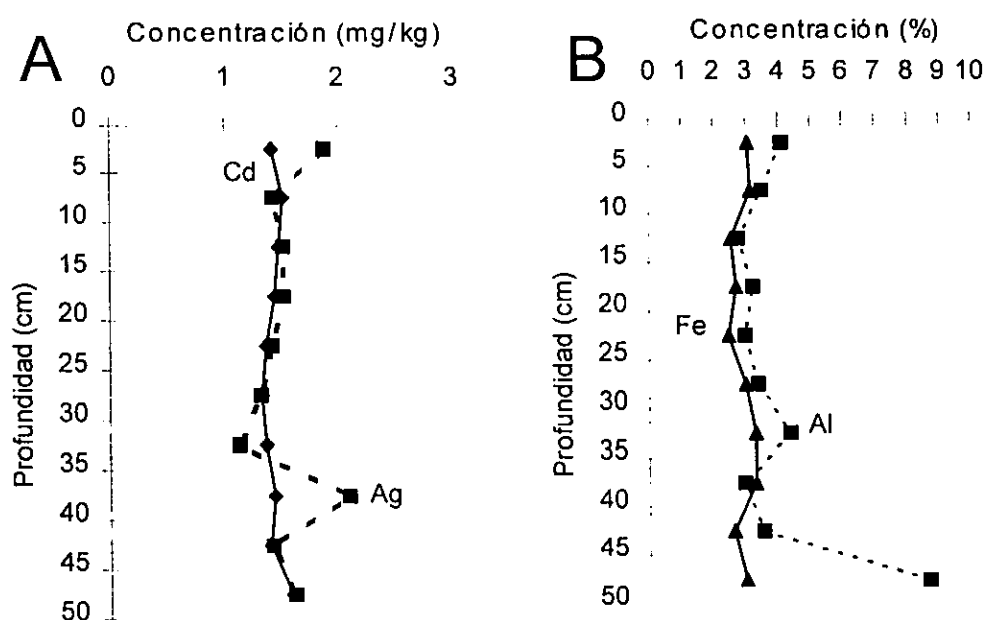 A
Concentración (mg/kg)
0 1 2 3
Profundidad (cm)
0
5
10
15
20
25
30
35
40
45
50
Cd
Ag
B
Concentración (%)
0 1 2 3 4 5 6 7 8 9 10
Profundidad (cm)
0
5
10
15
20
25
30
35
40
45
50
Fe
Al